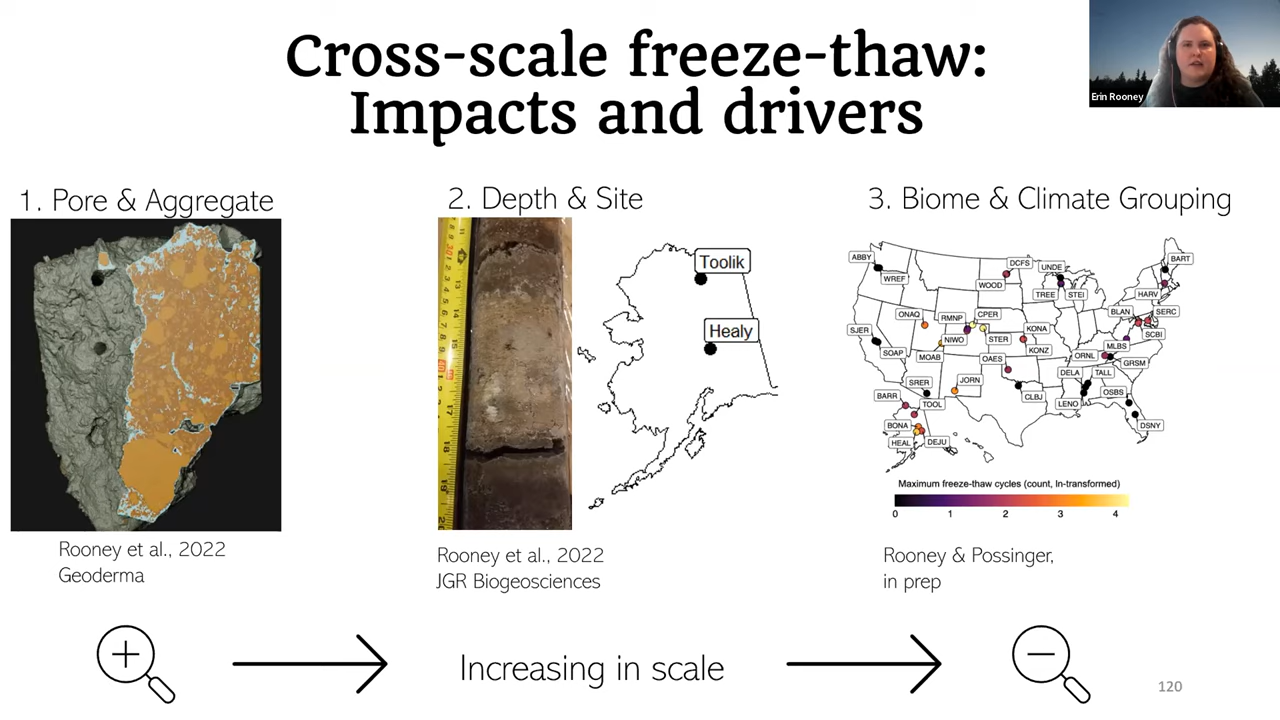 Cross-scale freeze-thaw:
Impacts and drivers
Erin Rooney
1. Pore & Aggregate
2. Depth & Site
3. Biome & Climate Grouping
Toolik
Healy
ABBY
WREF
DCFS
WOOD
UNDE
TREE
STEI
BART
HARV
ONAQ
RMNP
CPER
NIWO
STER
MOAB
KONA
KONZ
BLAN
SERC
SCBI
MLBS
SJER
SOAP
OAES
ORNL
GRSM
SRER
JORN
DELA
TALL
BARR
TOOL
CLBJ
LENO
OSBS
DSNY
BONA
HEAL
DEJU
Maximum freeze-thaw cycles (count, ln-transformed)
0 1 2 3 4
Rooney et al., 2022
Geoderma
Rooney et al., 2022
JGR Biogeosciences
Rooney & Possinger,
in prep
Increasing in scale
120